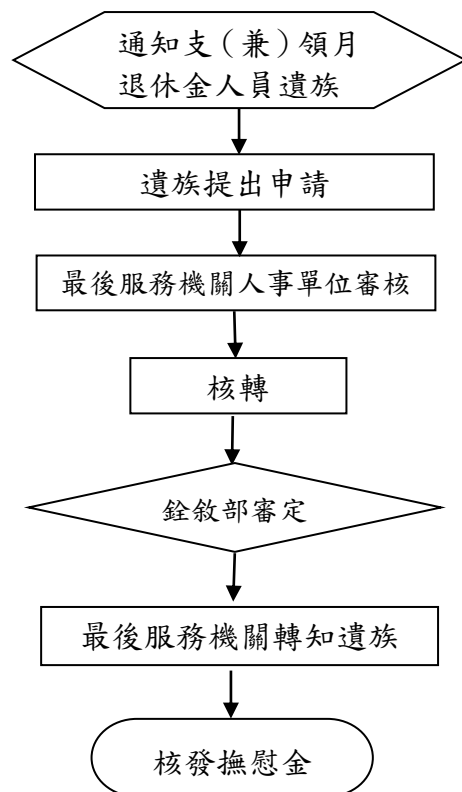 通知支（兼）領月
退休金人員遺族
遺族提出申請
最後服務機關人事單位審核
核轉
銓敘部審定
最後服務機關轉知遺族
核發撫慰金